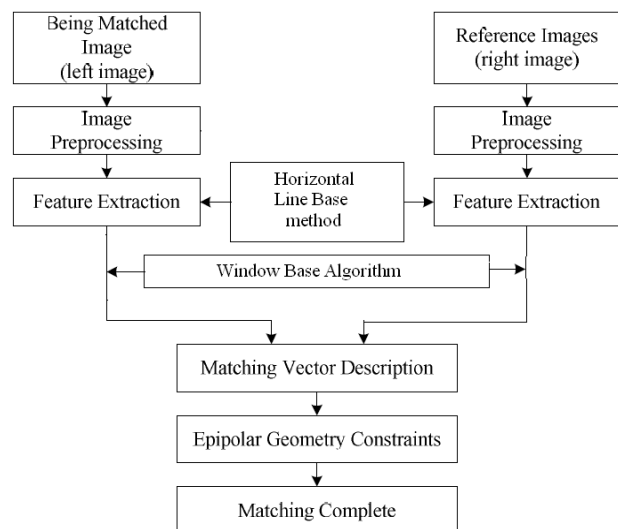 Being Matched
Image
(left image)
Reference Images
(right image)
Image
Preprocessing
Image
Preprocessing
Feature Extraction
Horizontal
Line Base
method
Feature Extraction
Window Base Algorithm
Matching Vector Description
Epipolar Geometry Constraints
Matching Complete